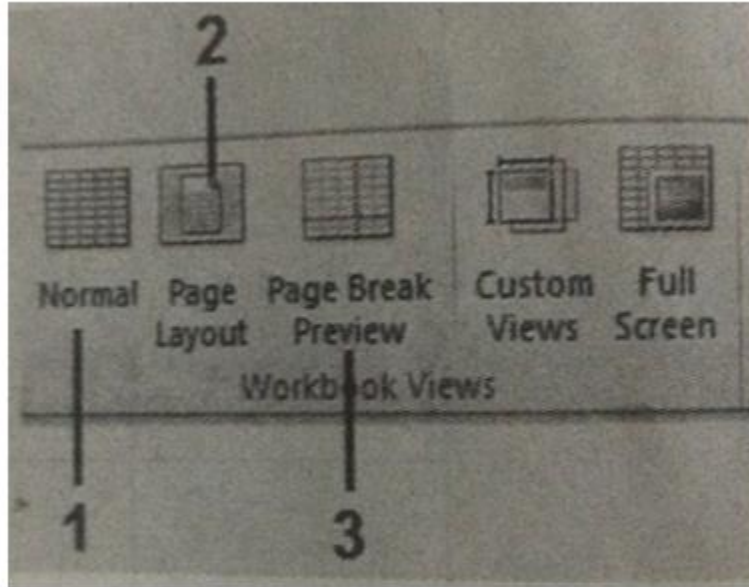 2
Normal Page Page Break Custom Full
Layout Preview Views Screen
Workbook Views
1 3